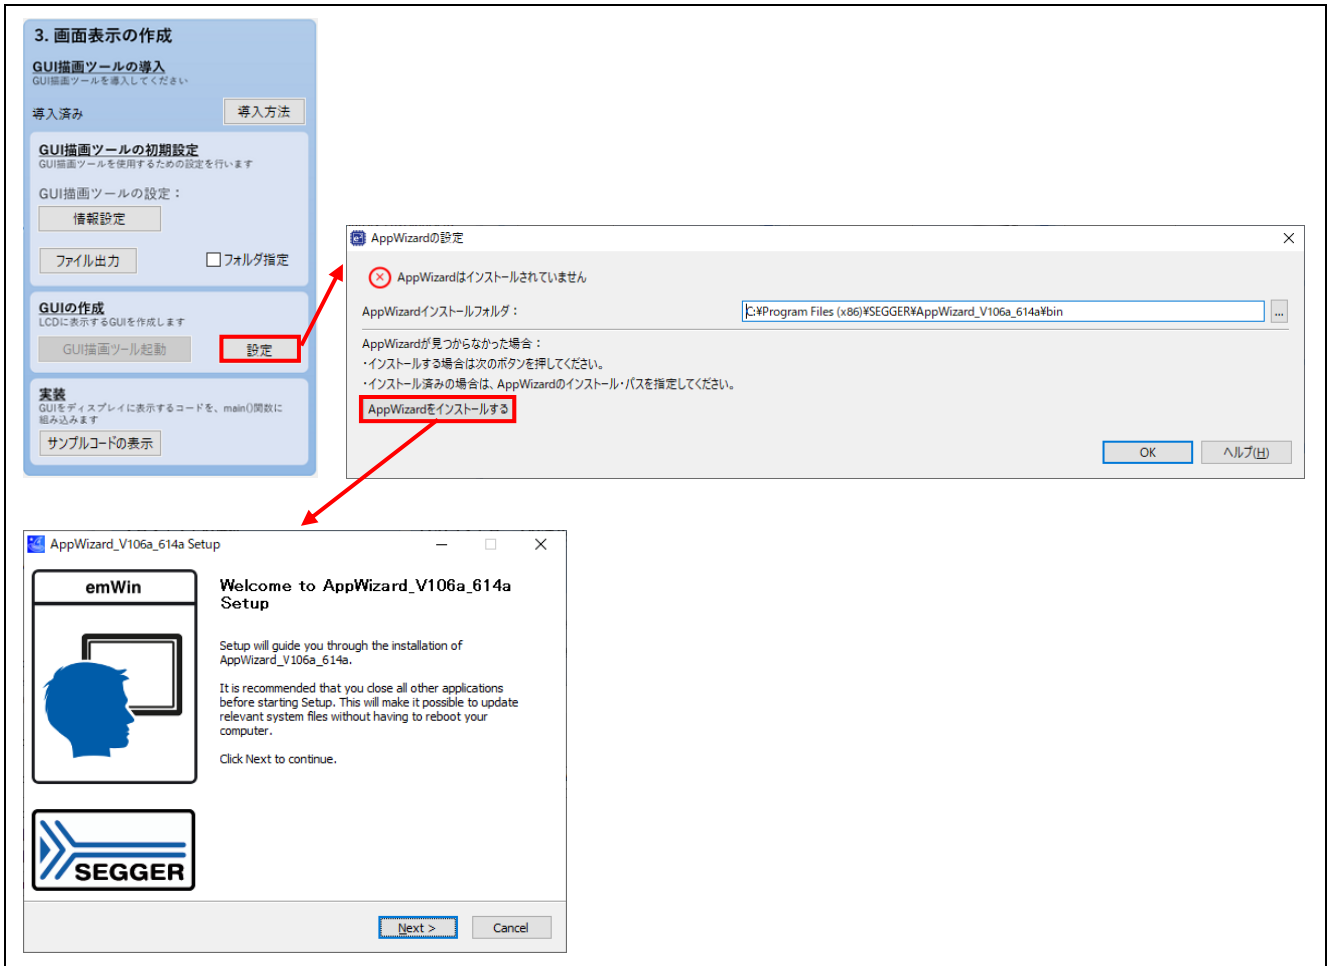 3. 画面表示の作成
GUI描画ツールの導入
GUI描画ツールを導入してください
導入済み
導入方法
GUI描画ツールの初期設定
GUI描画ツールを使用するための設定を行います
GUI描画ツールの設定：
情報設定
ファイル出力
フォルダ指定
GUIの作成
LCDに表示するGUIを作成します
GUI描画ツール起動
設定
実装
GUIをディスプレイに表示するコードを、main()関数に
組み込みます
サンプルコードの表示
AppWizardの設定
AppWizardはインストールされていません
AppWizardインストールフォルダ：
C:¥Program Files (x86)¥SEGGER¥AppWizard_V106a_614a¥bin
...
AppWizardが見つからなかった場合：
・インストールする場合は次のボタンを押してください。
・インストール済みの場合は、AppWizardのインストール・パスを指定してください。
AppWizardをインストールする
OK
ヘルプ(H)
AppWizard_V106a_614a Setup
emWin
SEGGER
Welcome to AppWizard_V106a_614a
Setup
Setup will guide you through the installation of
AppWizard_V106a_614a.
It is recommended that you close all other applications
before starting Setup. This will make it possible to update
relevant system files without having to reboot your
computer.
Click Next to continue.
Next >
Cancel